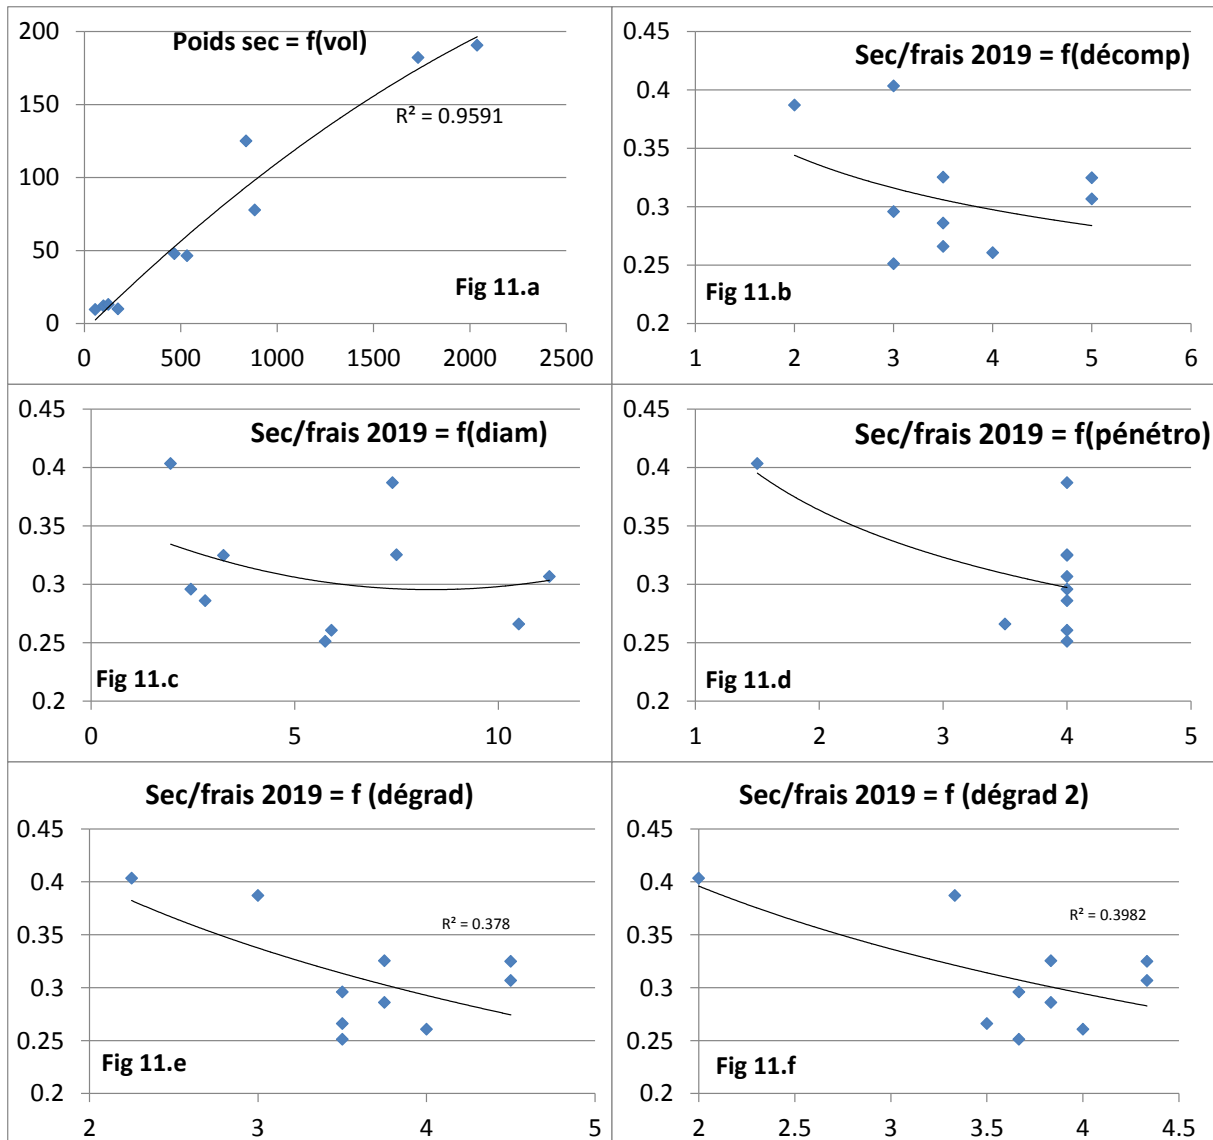 Poids sec = f(vol)
200
150
100
50
0
0 500 1000 1500 2000 2500
R² = 0.9591
Fig 11.a
Sec/frais 2019 = f(décomp)
0.45
0.4
0.35
0.3
0.25
0.2
1 2 3 4 5 6
Fig 11.b
Sec/frais 2019 = f(diam)
0.45
0.4
0.35
0.3
0.25
0.2
0 5 10
Fig 11.c
Sec/frais 2019 = f(pénétro)
0.45
0.4
0.35
0.3
0.25
0.2
1 2 3 4 5
Fig 11.d
Sec/frais 2019 = f (dégrad)
0.45
0.4
0.35
0.3
0.25
0.2
2 3 4 5
R² = 0.378
Fig 11.e
Sec/frais 2019 = f (dégrad 2)
0.45
0.4
0.35
0.3
0.25
0.2
2 2.5 3 3.5 4 4.5
R² = 0.3982
Fig 11.f